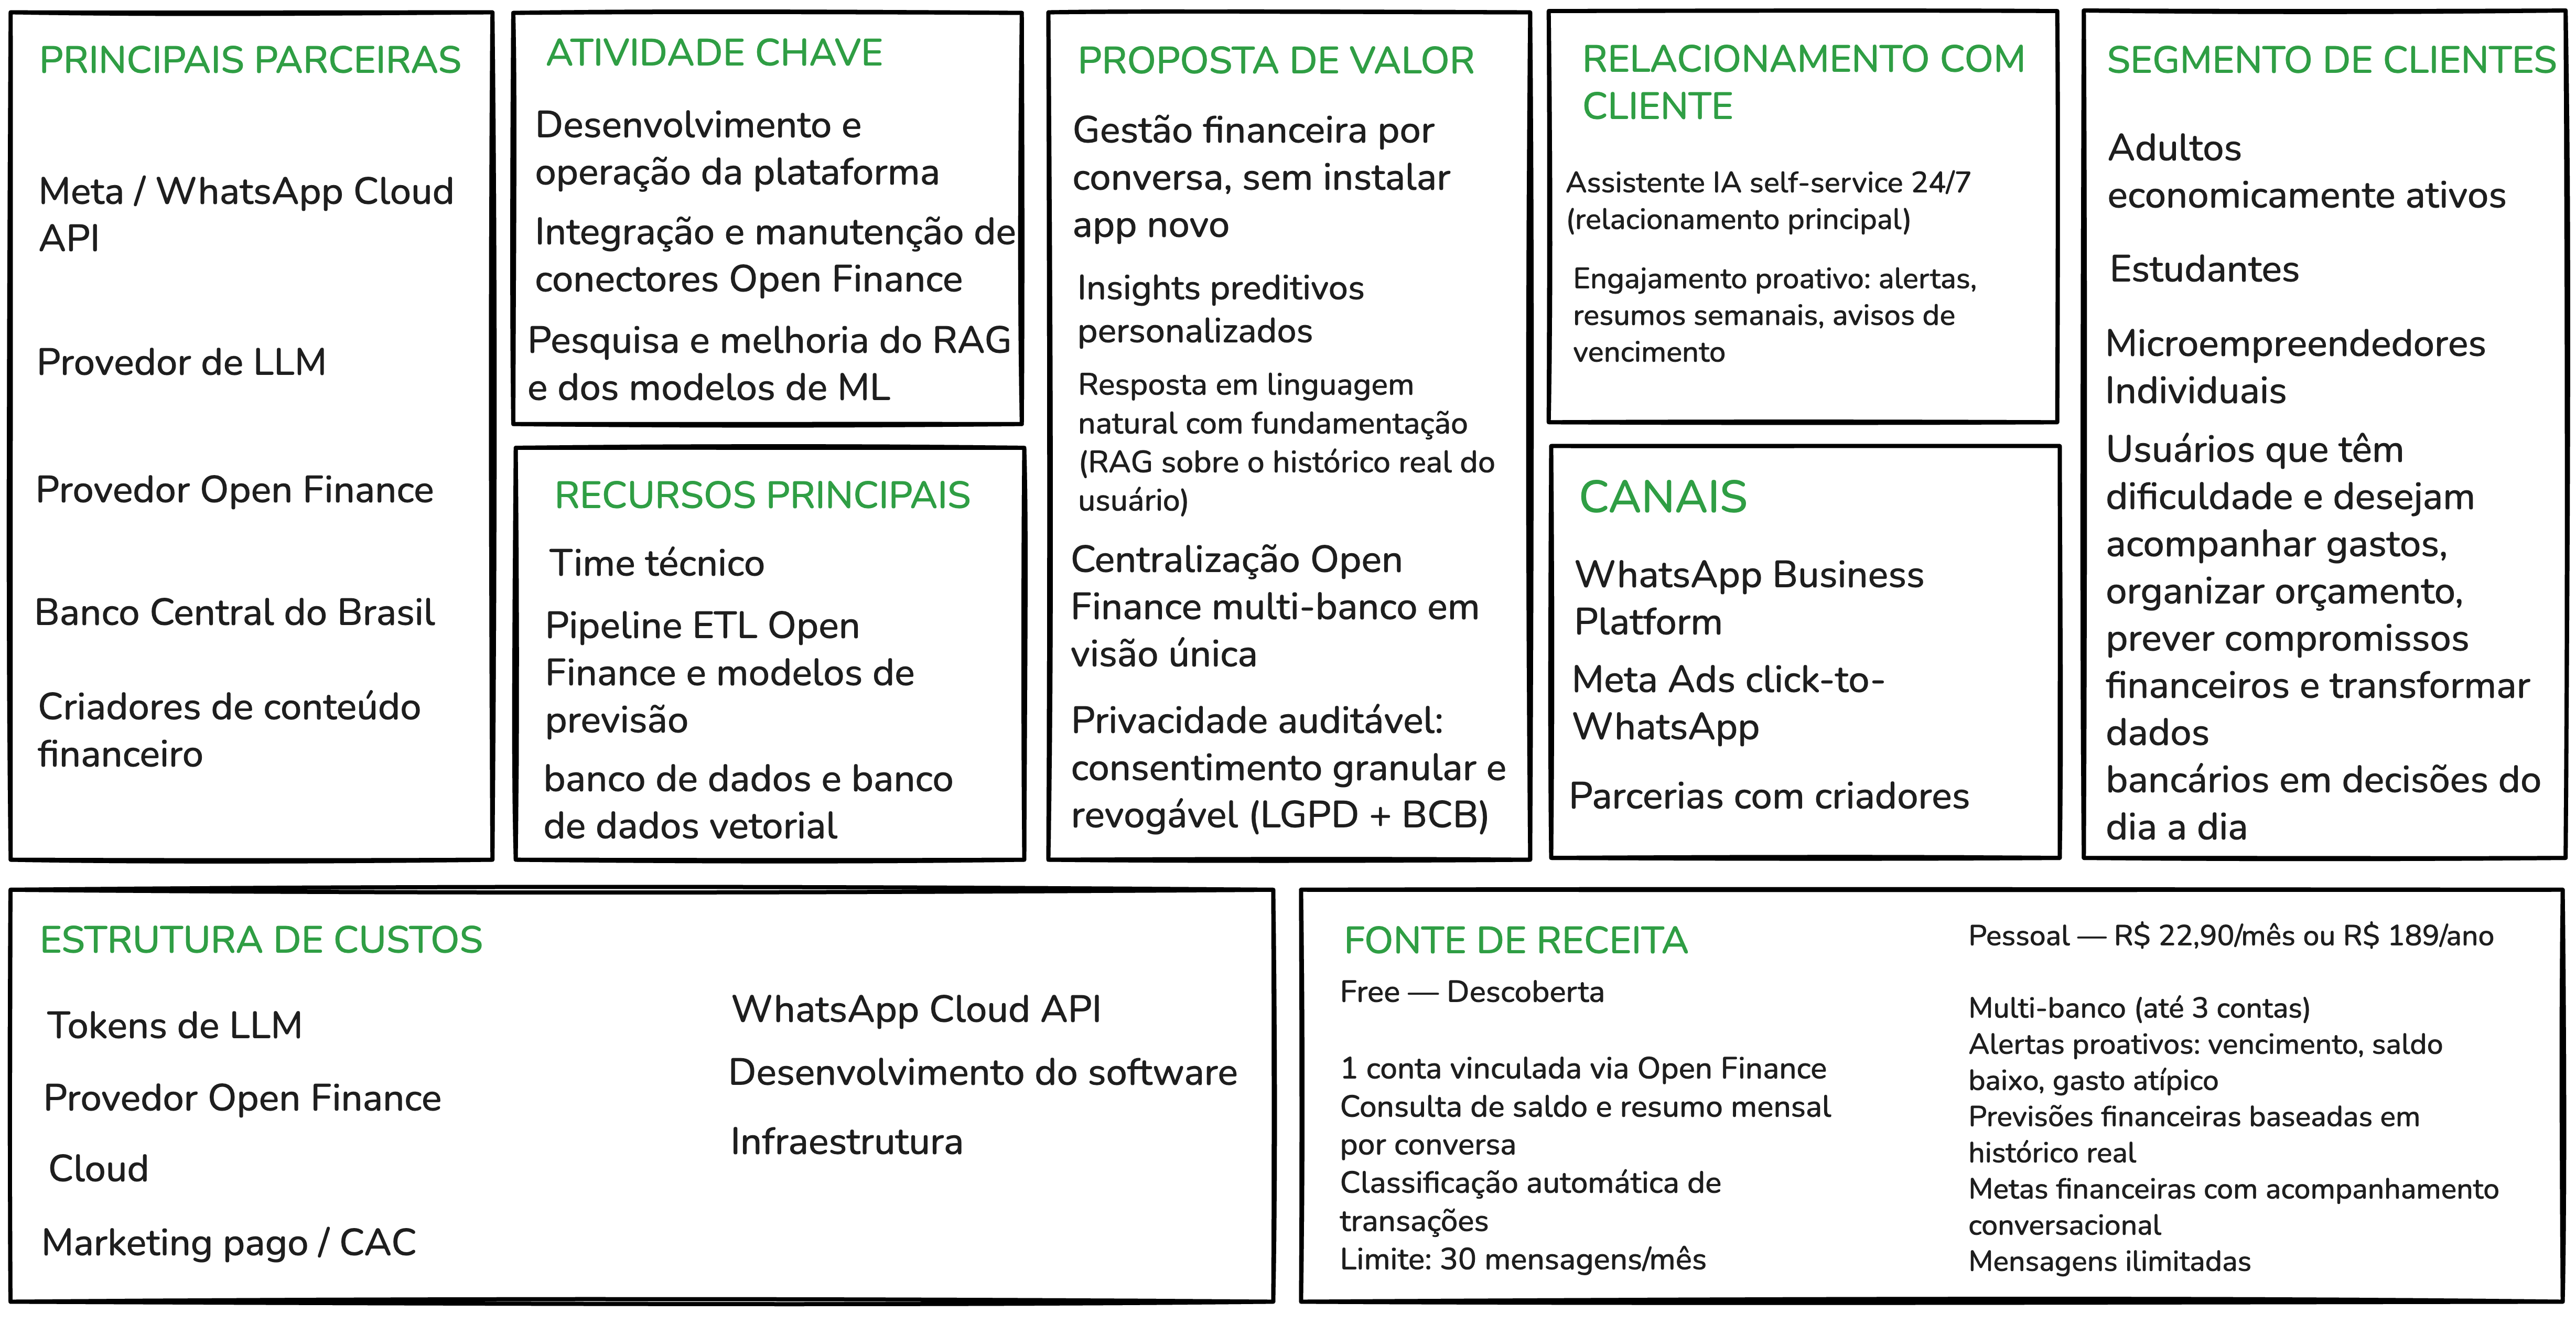 PRINCIPAIS PARCEIRAS
Meta / WhatsApp Cloud
API
Provedor de LLM
Provedor Open Finance
Banco Central do Brasil
Criadores de conteúdo
financeiro
ATIVIDADE CHAVE
Desenvolvimento e
operação da plataforma
Integração e manutenção de
conectores Open Finance
Pesquisa e melhoria do RAG
e dos modelos de ML
RECURSOS PRINCIPAIS
Time técnico
Pipeline ETL Open
Finance e modelos de
previsão
banco de dados e banco
de dados vetorial
PROPOSTA DE VALOR
Gestão financeira por
conversa, sem instalar
app novo
Insights preditivos
personalizados
Resposta em linguagem
natural com fundamentação
(RAG sobre o histórico real do
usuário)
Centralização Open
Finance multi-banco em
visão única
Privacidade auditável:
consentimento granular e
revogável (LGPD + BCB)
RELACIONAMENTO COM
CLIENTE
Assistente IA self-service 24/7
(relacionamento principal)
Engajamento proativo: alertas,
resumos semanais, avisos de
vencimento
CANAIS
WhatsApp Business
Platform
Meta Ads click-to-
WhatsApp
Parcerias com criadores
SEGMENTO DE CLIENTES
Adultos
economicamente ativos
Estudantes
Microempreendedores
Individuais
Usuários que têm
dificuldade e desejam
acompanhar gastos,
organizar orçamento,
prever compromissos
financeiros e transformar
dados
bancários em decisões do
dia a dia
ESTRUTURA DE CUSTOS
Tokens de LLM
Provedor Open Finance
Cloud
Marketing pago / CAC
WhatsApp Cloud API
Desenvolvimento do software
Infraestrutura
FONTE DE RECEITA
Free — Descoberta
1 conta vinculada via Open Finance
Consulta de saldo e resumo mensal
por conversa
Classificação automática de
transações
Limite: 30 mensagens/mês
Pessoal — R$ 22,90/mês ou R$ 189/ano
Multi-banco (até 3 contas)
Alertas proativos: vencimento, saldo
baixo, gasto atípico
Previsões financeiras baseadas em
histórico real
Metas financeiras com acompanhamento
conversacional
Mensagens ilimitadas